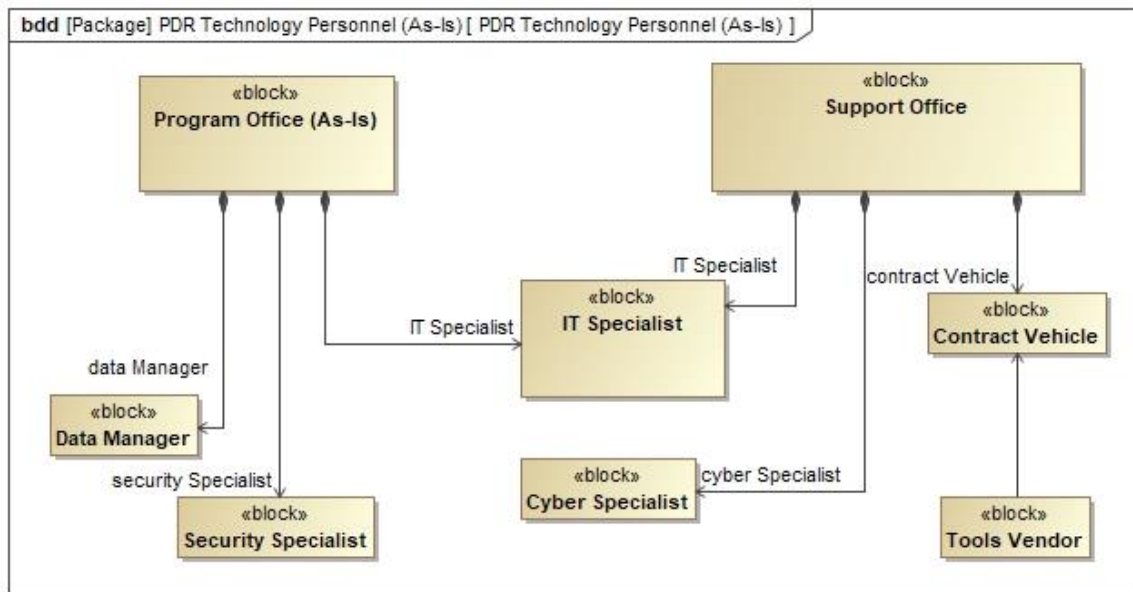 bdd [Package] PDR Technology Personnel (As-Is) [ PDR Technology Personnel (As-Is) ]
«block»
Program Office (As-Is)
«block»
Support Office
IT Specialist
contract Vehicle
«block»
IT Specialist
«block»
Contract Vehicle
IT Specialist
data Manager
«block»
Data Manager
security Specialist
«block»
Security Specialist
«block»
Cyber Specialist
cyber Specialist
«block»
Tools Vendor